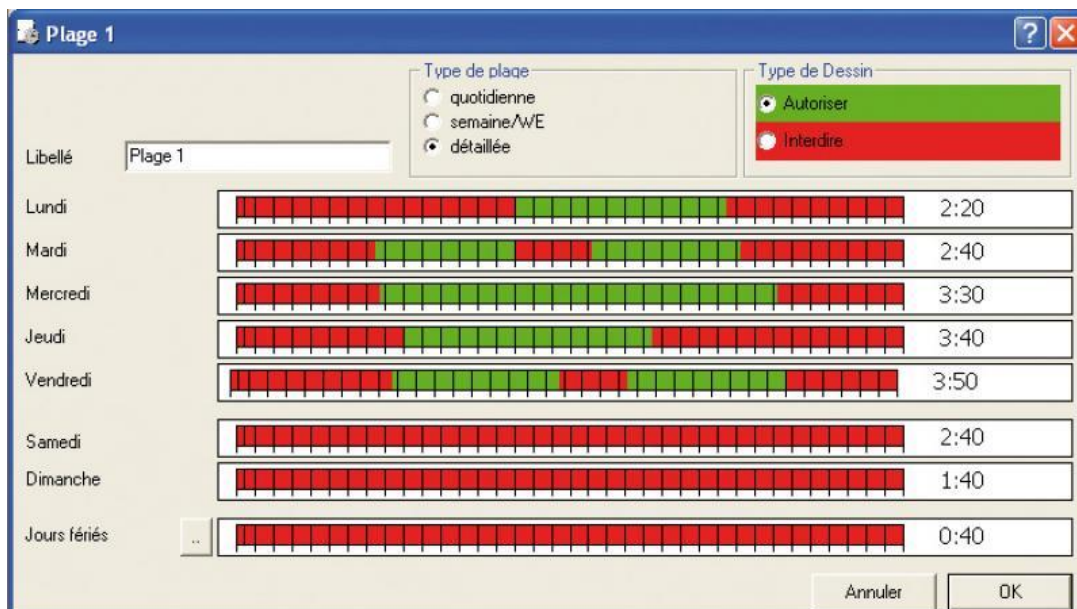 Plage 1
Type de plage
quotidienne
semaine/WE
détaillée
Type de Dessin
Autoriser
Interdire
Libellé Plage 1
Lundi 2:20
Mardi 2:40
Mercredi 3:30
Jeudi 3:40
Vendredi 3:50
Samedi 2:40
Dimanche 1:40
Jours fériés .. 0:40
Annuler OK